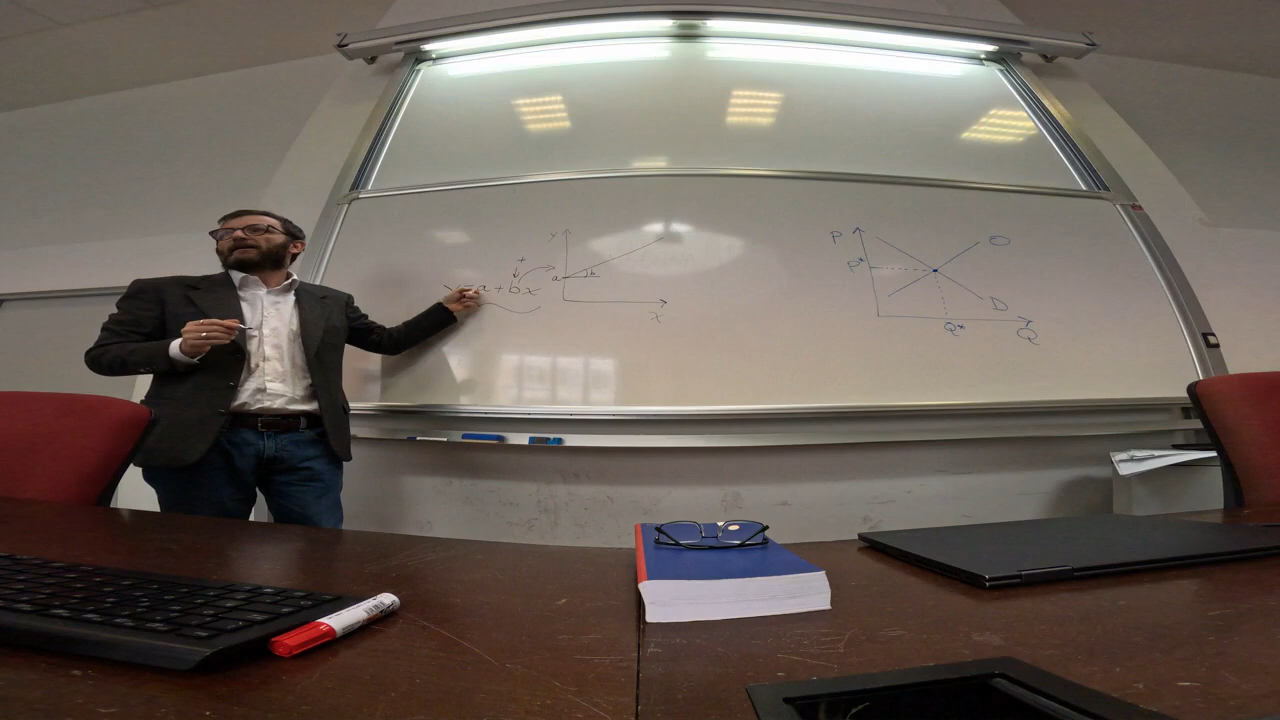 y = a + bx
+
y
a
b
x
P
P*
O
D
Q*
Q